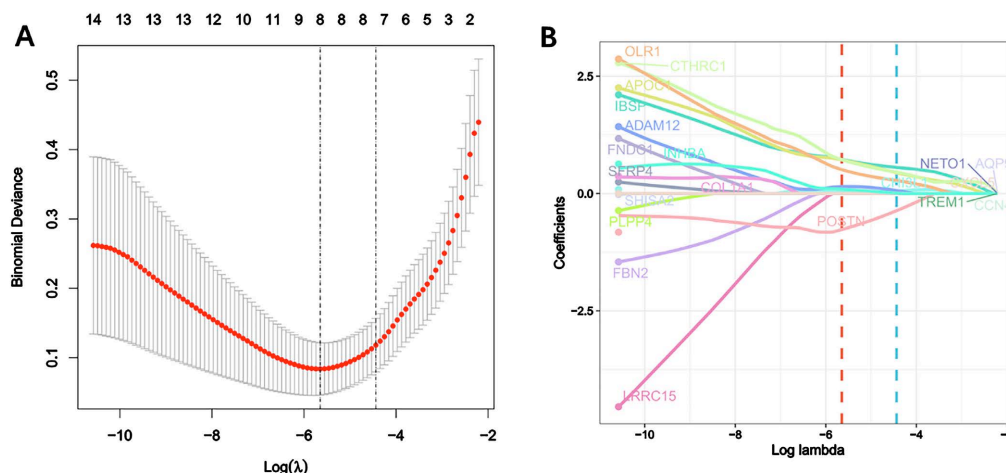 A
14 13 13 13 12 10 11 9 8 8 8 7 6 5 3 2
Binomial Deviance
0.5
0.4
0.3
0.2
0.1
−10 −8 −6 −4 −2
Log(λ)
B
Coefficients
2.5
0.0
−2.5
OLR1
CTHRC1
APOC1
IBSP
ADAM12
FNDC1
INHBA
SFRP4
COL1A1
SHISA2
PLPP4
POSTN
FBN2
LRRC15
NETO1
TREM1
−10 −8 −6 −4
Log lambda